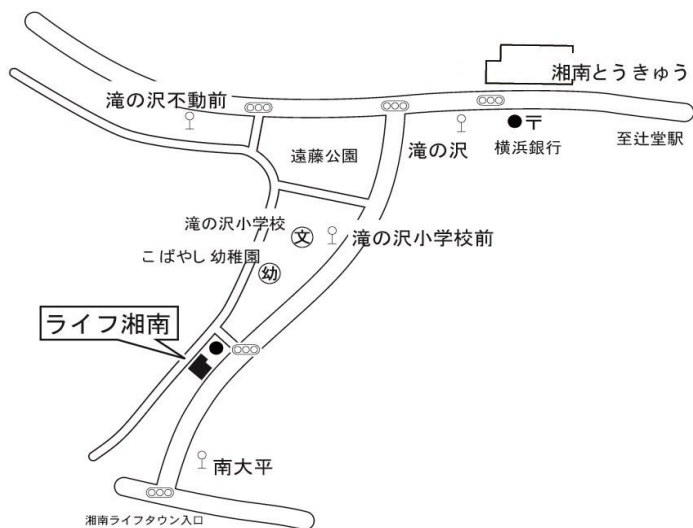 湘南とうきゅう
滝の沢不動前
〒
滝の沢
横浜銀行
至辻堂駅
遠藤公園
滝の沢小学校
文
滝の沢小学校前
こばやし幼稚園
幼
ライフ湘南
南大平
湘南ライフタウン入口